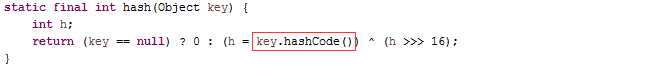 static final int hash(Object key) {
    int h;
    return (key == null) ? 0 : (h = key.hashCode()) ^ (h >>> 16);
}